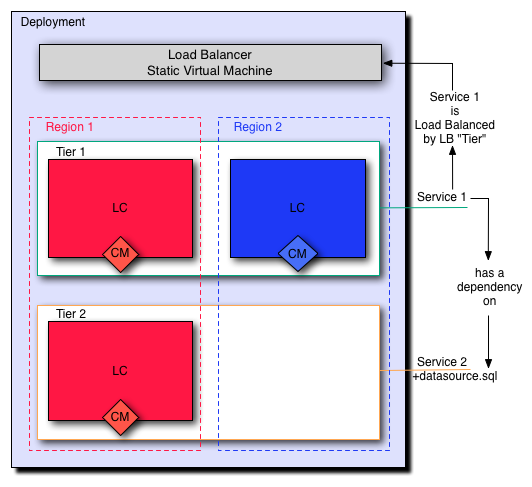 Deployment
Load Balancer
Static Virtual Machine
Service 1
is
Load Balanced
by LB "Tier"
Region 1
Region 2
Tier 1
LC
CM
LC
CM
Service 1
has a
dependency
on
Tier 2
LC
CM
Service 2
+datasource.sql